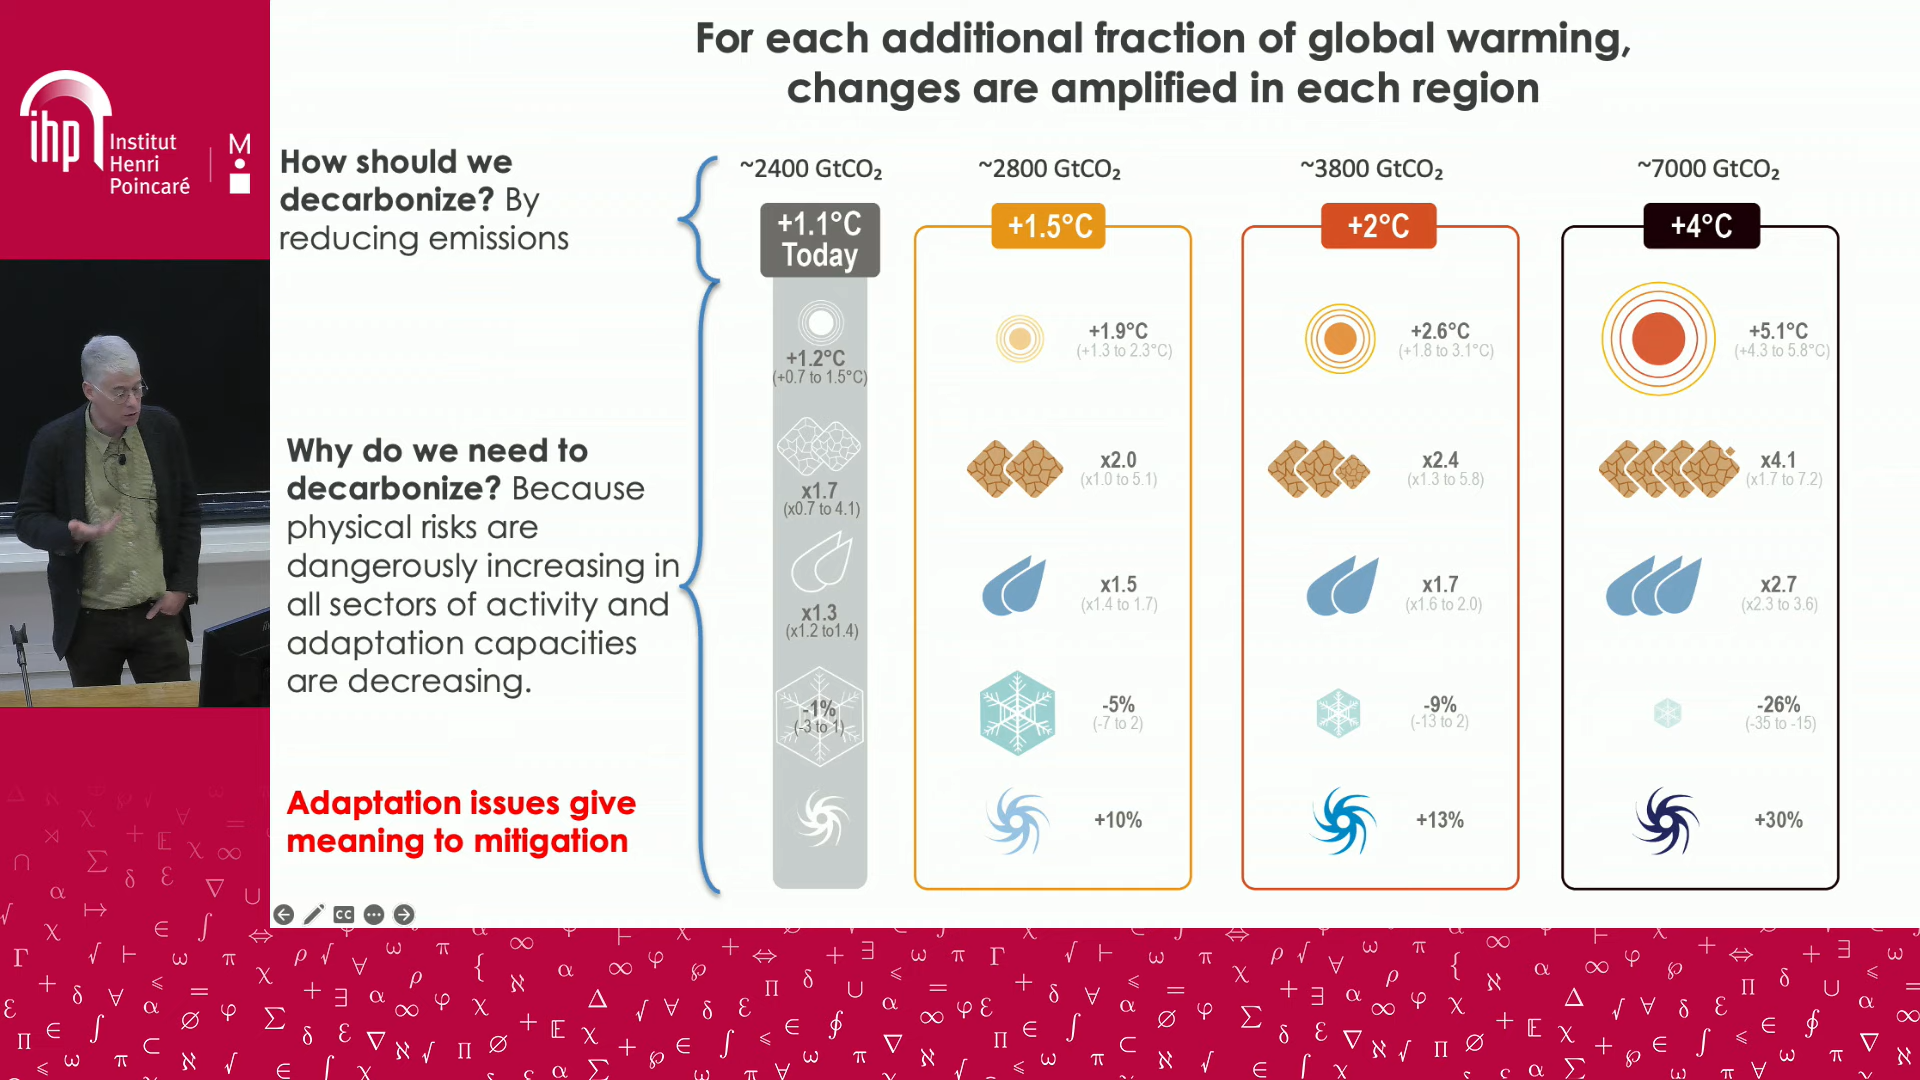 For each additional fraction of global warming,
changes are amplified in each region
ihp
Institut
Henri
Poincaré
M
How should we
decarbonize? By
reducing emissions
Why do we need to
decarbonize? Because
physical risks are
dangerously increasing in
all sectors of activity and
adaptation capacities
are decreasing.
Adaptation issues give
meaning to mitigation
~2400 GtCO₂
+1.1°C
Today
+1.2°C
(+0.7 to 1.5°C)
x1.7
(x0.7 to 4.1)
x1.3
(x1.2 to1.4)
-1%
(-3 to 1)
~2800 GtCO₂
+1.5°C
+1.9°C
(+1.3 to 2.3°C)
x2.0
(x1.0 to 5.1)
x1.5
(x1.4 to 1.7)
-5%
(-7 to 2)
+10%
~3800 GtCO₂
+2°C
+2.6°C
(+1.8 to 3.1°C)
x2.4
(x1.3 to 5.8)
x1.7
(x1.6 to 2.0)
-9%
(-13 to 2)
+13%
~7000 GtCO₂
+4°C
+5.1°C
(+4.3 to 5.8°C)
x4.1
(x1.7 to 7.2)
x2.7
(x2.3 to 3.6)
-26%
(-35 to -15)
+30%
CC